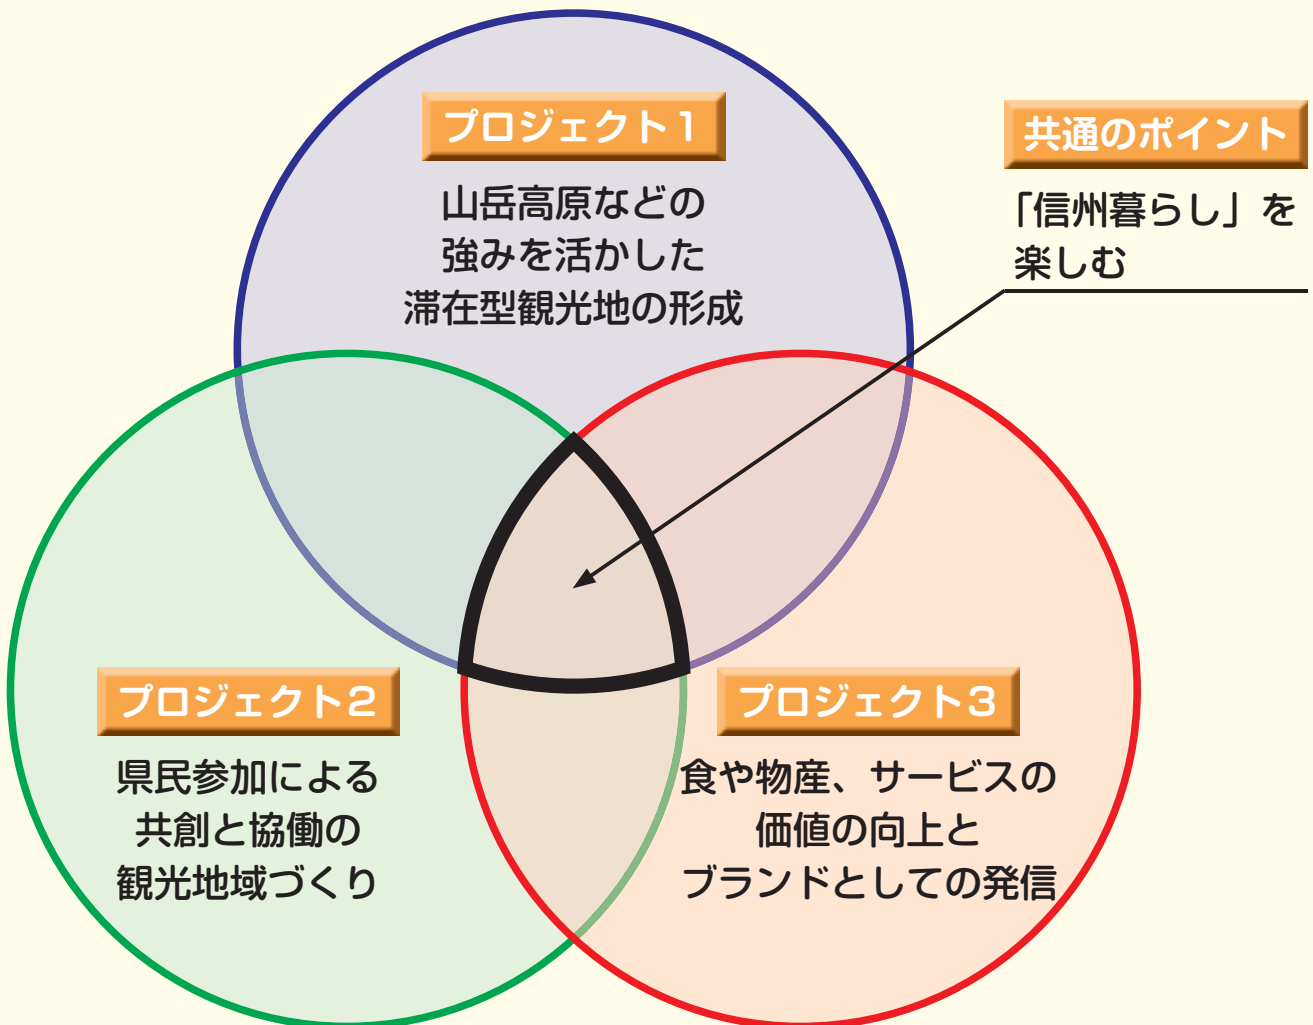 プロジェクト1
山岳高原などの
強みを活かした
滞在型観光地の形成
共通のポイント
「信州暮らし」を
楽しむ
プロジェクト2
県民参加による
共創と協働の
観光地域づくり
プロジェクト3
食や物産、サービスの
価値の向上と
ブランドとしての発信